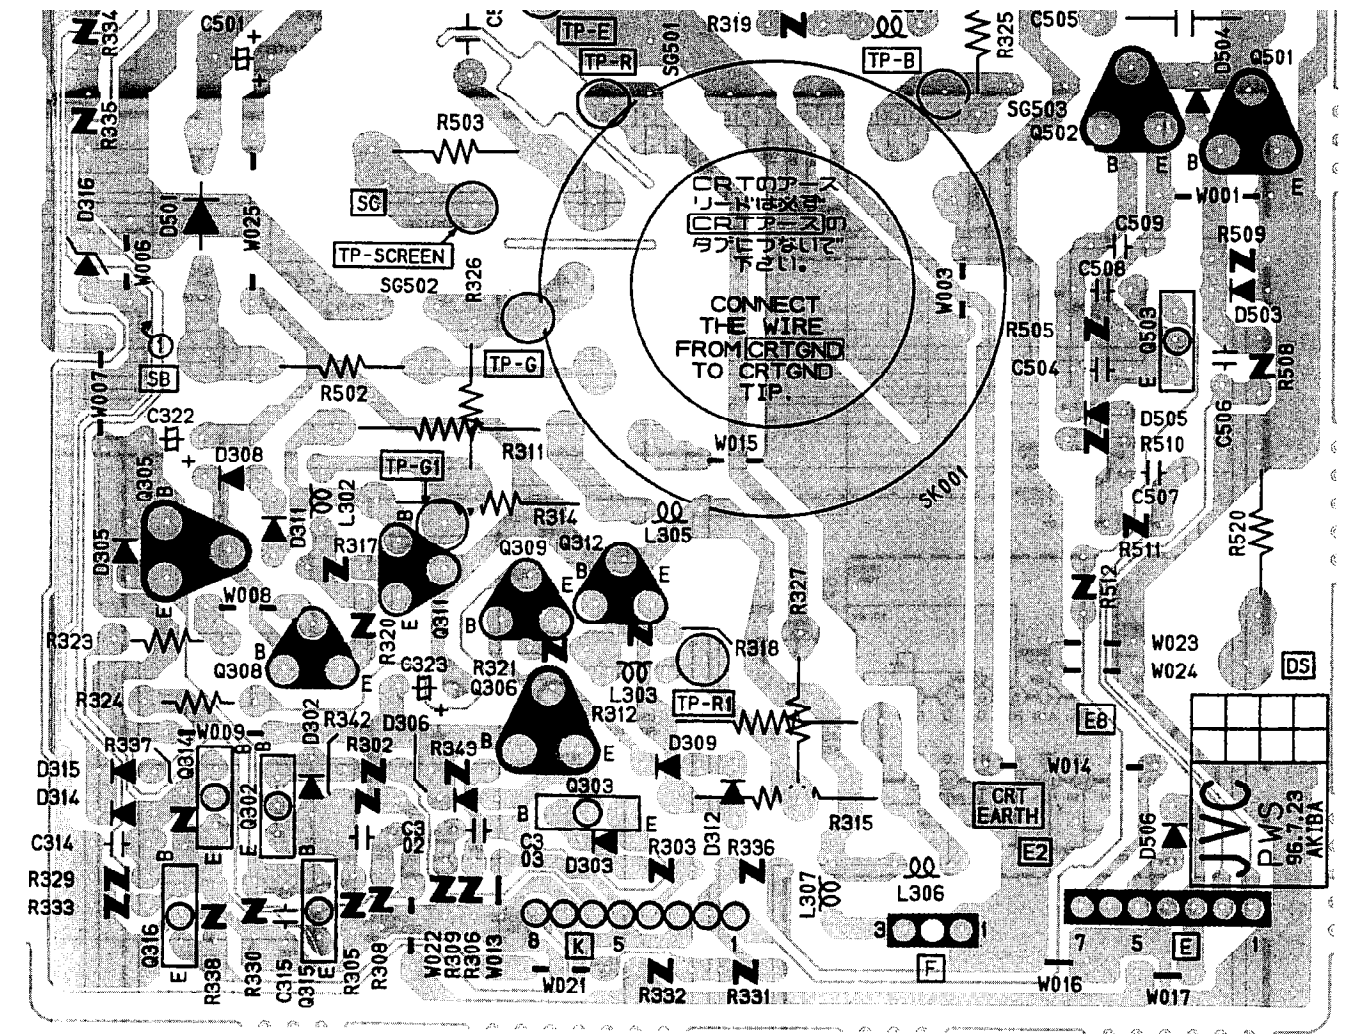 R334
C501
TP-E
TP-R
SG501
R319
TP-B
R325
C505
D504
Q501
R335
R503
SG503
Q502
B
E
B
E
D316
D501
W025
SG
TP-SCREEN
SG502
R326
CRTのアース
リードは必ず
CRTアースの
タブにつないで
下さい。
CONNECT
THE WIRE
FROM CRTGND
TO CRTGND
TIP.
W003
W001
C509
R509
C508
W006
Q503
D503
R505
C504
E
R508
SB
TP-G
W007
R502
C506
C322
D505
R510
Q305
B
D308
TP-G1
R311
W015
SK001
C507
D311
L302
R314
L305
R511
R520
D305
R317
B
Q309
Q312
B
E
E
R327
R512
E
W008
R323
R320
E
Q311
B
B
Q308
C323
R321
Q306
L303
R318
W023
W024
DS
E
R324
TP-R1
E8
W009
D302
R342
D306
R312
R337
Q314
B
B
R302
R343
B
E
D309
W014
D315
D314
Q302
Q303
B
E
CRT
EARTH
JVC
PWS
96.7.23
AKIBA
C314
B
E
E
C3
02
C3
03
D303
R303
D312
R336
R315
E2
D506
R329
R333
L307
L306
Q316
E
R338
R330
C315
Q315
E
R305
R308
W022
R309
R306
W013
8
K
5
1
3
1
F
7
5
E
1
W021
R332
R331
W016
W017